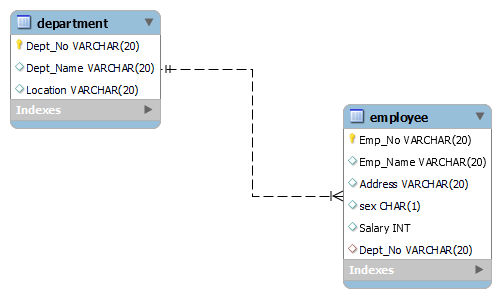 department
Dept_No VARCHAR(20)
Dept_Name VARCHAR(20)
Location VARCHAR(20)
Indexes
employee
Emp_No VARCHAR(20)
Emp_Name VARCHAR(20)
Address VARCHAR(20)
sex CHAR(1)
Salary INT
Dept_No VARCHAR(20)
Indexes